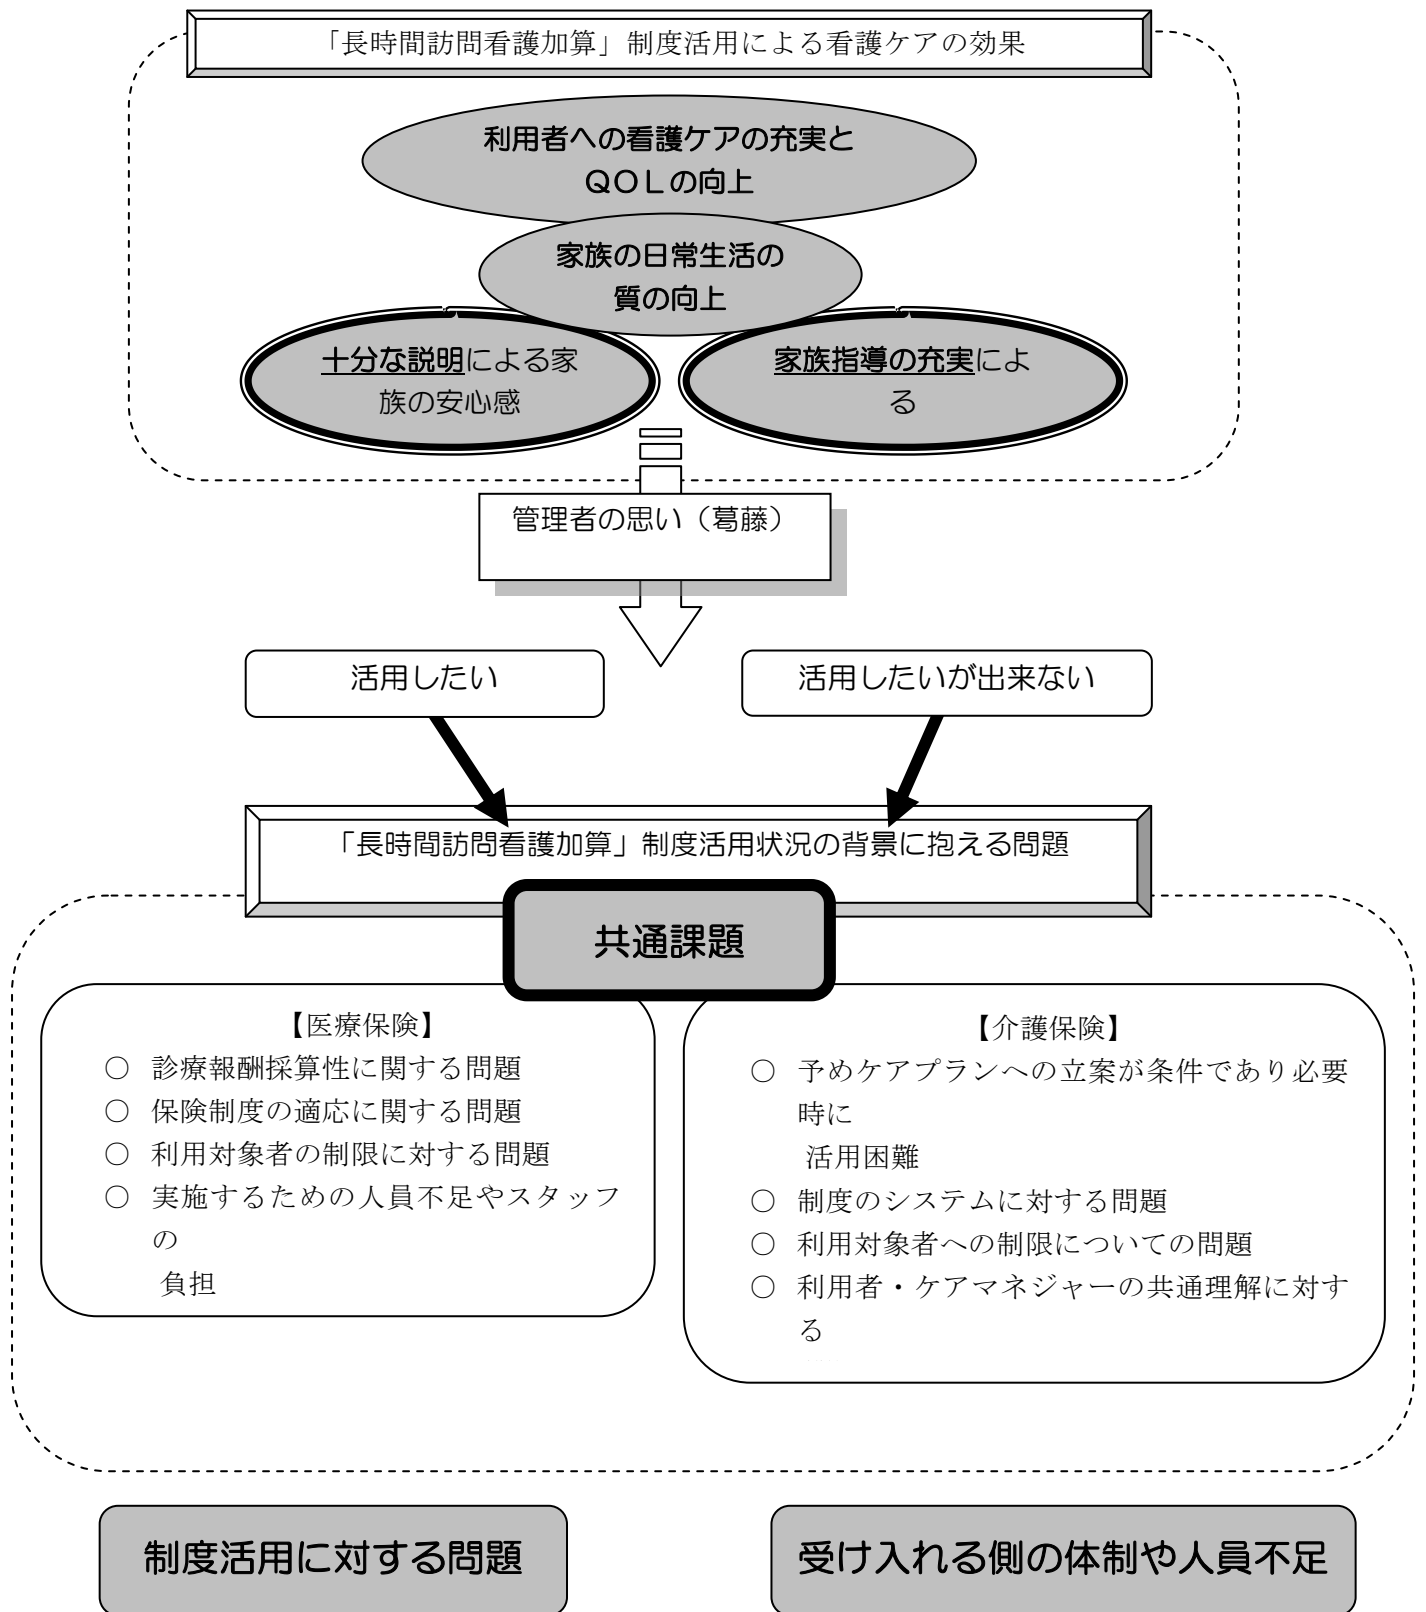 「長時間訪問看護加算」制度活用による看護ケアの効果
利用者への看護ケアの充実と
ＱＯＬの向上
家族の日常生活の
質の向上
十分な説明による家
族の安心感
家族指導の充実によ
る
管理者の思い（葛藤）
活用したい
活用したいが出来ない
「長時間訪問看護加算」制度活用状況の背景に抱える問題
共通課題
【医療保険】
○ 診療報酬採算性に関する問題
○ 保険制度の適応に関する問題
○ 利用対象者の制限に対する問題
○ 実施するための人員不足やスタッフ
の
負担
【介護保険】
○ 予めケアプランへの立案が条件であり必要
時に
活用困難
○ 制度のシステムに対する問題
○ 利用対象者への制限についての問題
○ 利用者・ケアマネジャーの共通理解に対す
る
制度活用に対する問題
受け入れる側の体制や人員不足